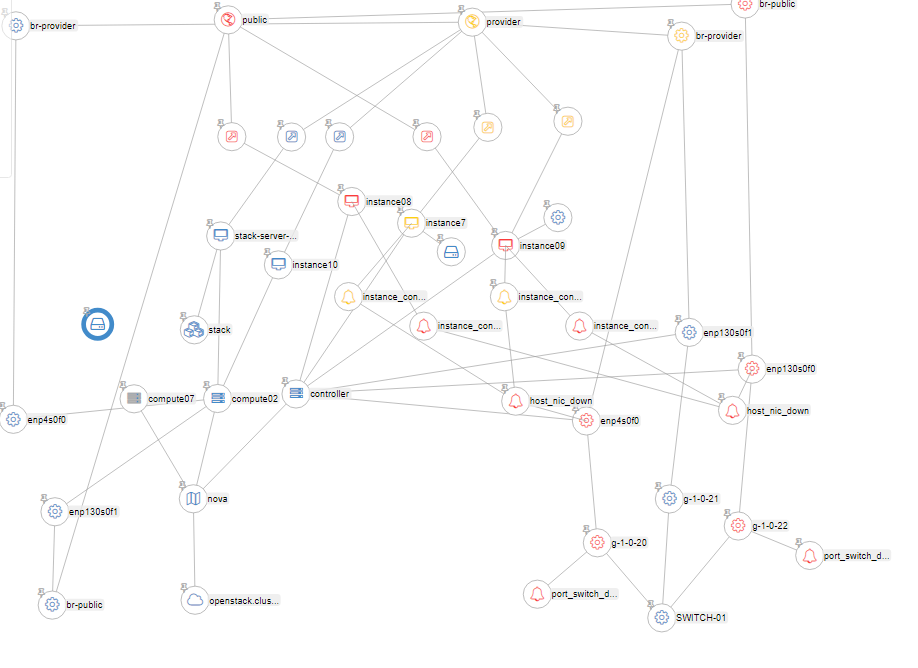 br-public
public
provider
br-provider
br-provider
instance08
instance7
stack-server-...
instance09
instance10
instance_con...
instance_con...
instance_con...
instance_con...
stack
enp130s0f1
enp130s0f0
controller
compute07
compute02
host_nic_down
host_nic_down
enp4s0f0
enp4s0f0
nova
g-1-0-21
enp130s0f1
g-1-0-22
g-1-0-20
port_switch_d...
port_switch_d...
openstack.clus...
br-public
SWITCH-01